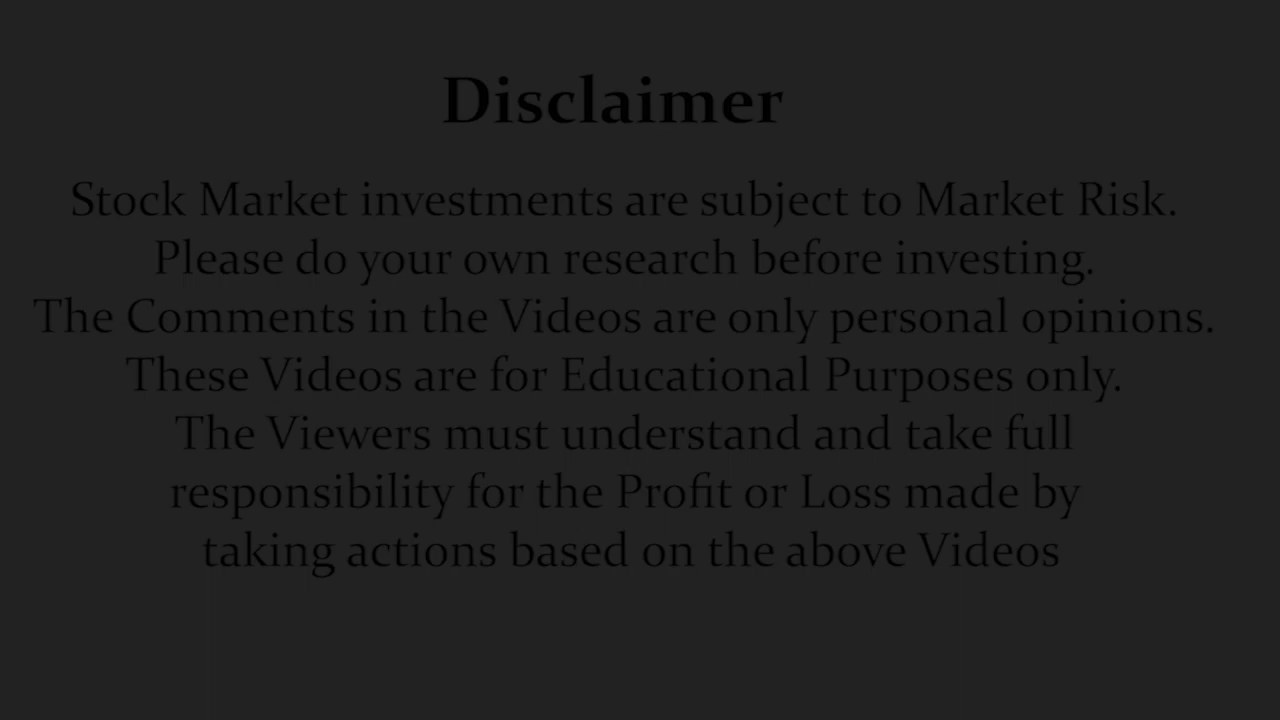 Disclaimer
Stock Market investments are subject to Market Risk.
Please do your own research before investing.
The Comments in the Videos are only personal opinions.
These Videos are for Educational Purposes only.
The Viewers must understand and take full
responsibility for the Profit or Loss made by
taking actions based on the above Videos